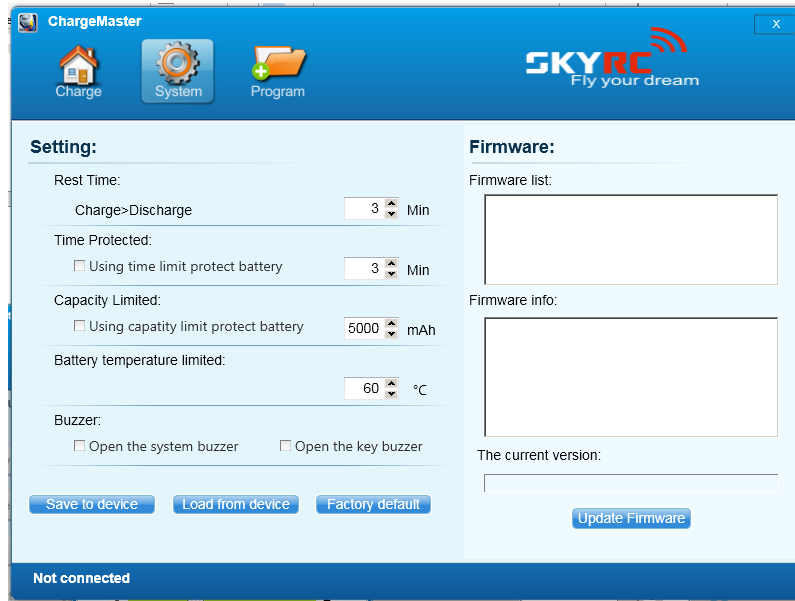 ChargeMaster
X
Charge
System
Program
SKYRC
Fly your dream
Setting:
Rest Time:
Charge>Discharge 3 Min
Time Protected:
Using time limit protect battery 3 Min
Capacity Limited:
Using capatity limit protect battery 5000 mAh
Battery temperature limited:
60 °C
Buzzer:
Open the system buzzer Open the key buzzer
Save to device Load from device Factory default
Firmware:
Firmware list:
Firmware info:
The current version:
Update Firmware
Not connected